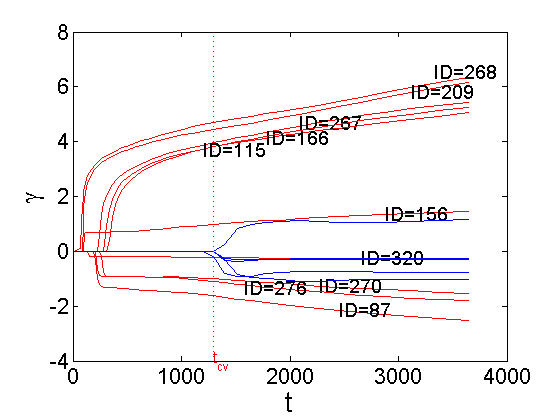 8
ID=268
6
ID=209
ID=267
4
ID=166
ID=115
γ
2
ID=156
0
ID=320
ID=276 ID=270
-2
ID=87
-4
t_cv
0 1000 2000 3000 4000
t